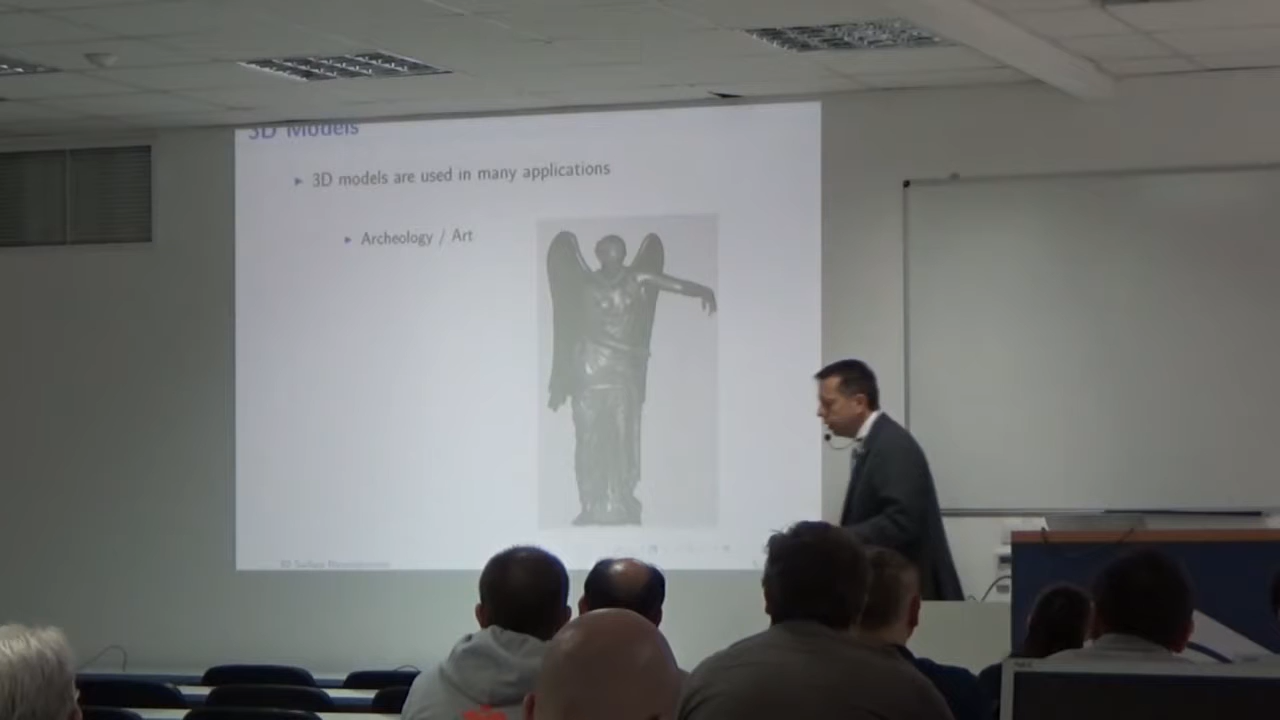 3D Models
▶ 3D models are used in many applications
▶ Archeology / Art